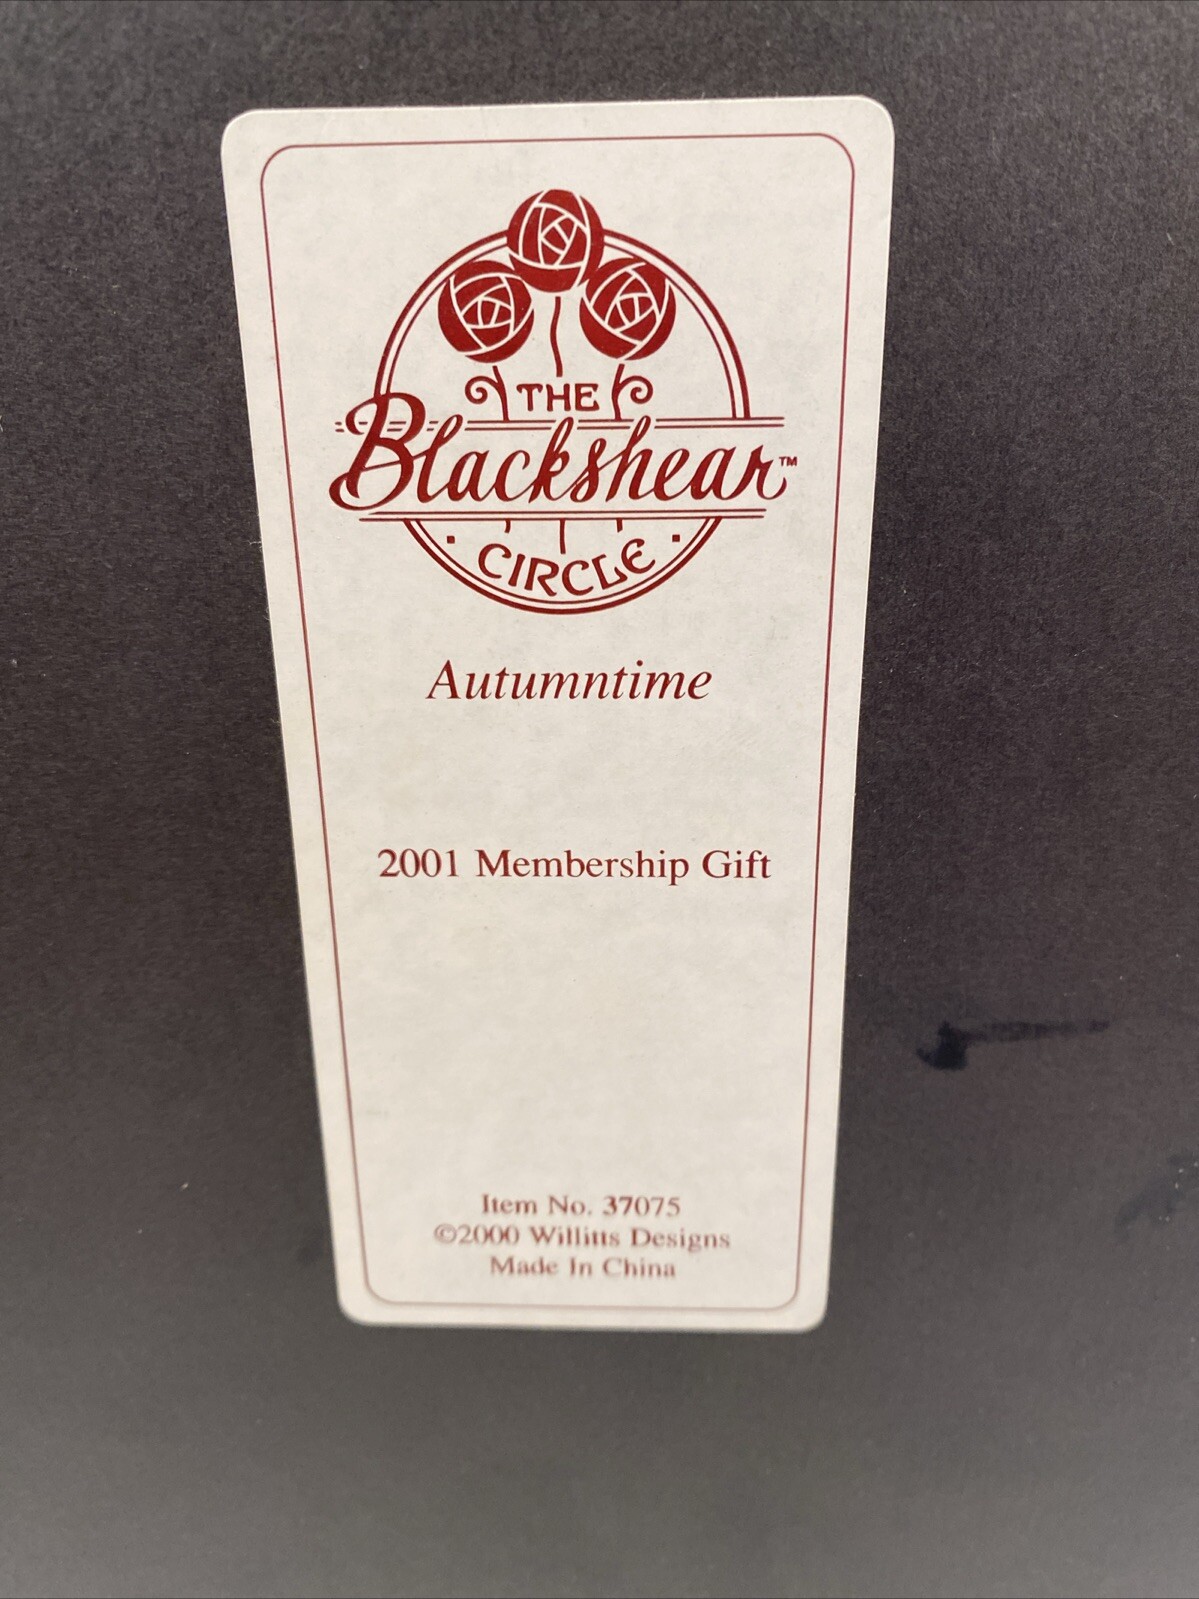 THE
Blackshear™
CIRCLE
Autumntime
2001 Membership Gift
Item No. 37075
©2000 Willitts Designs
Made In China